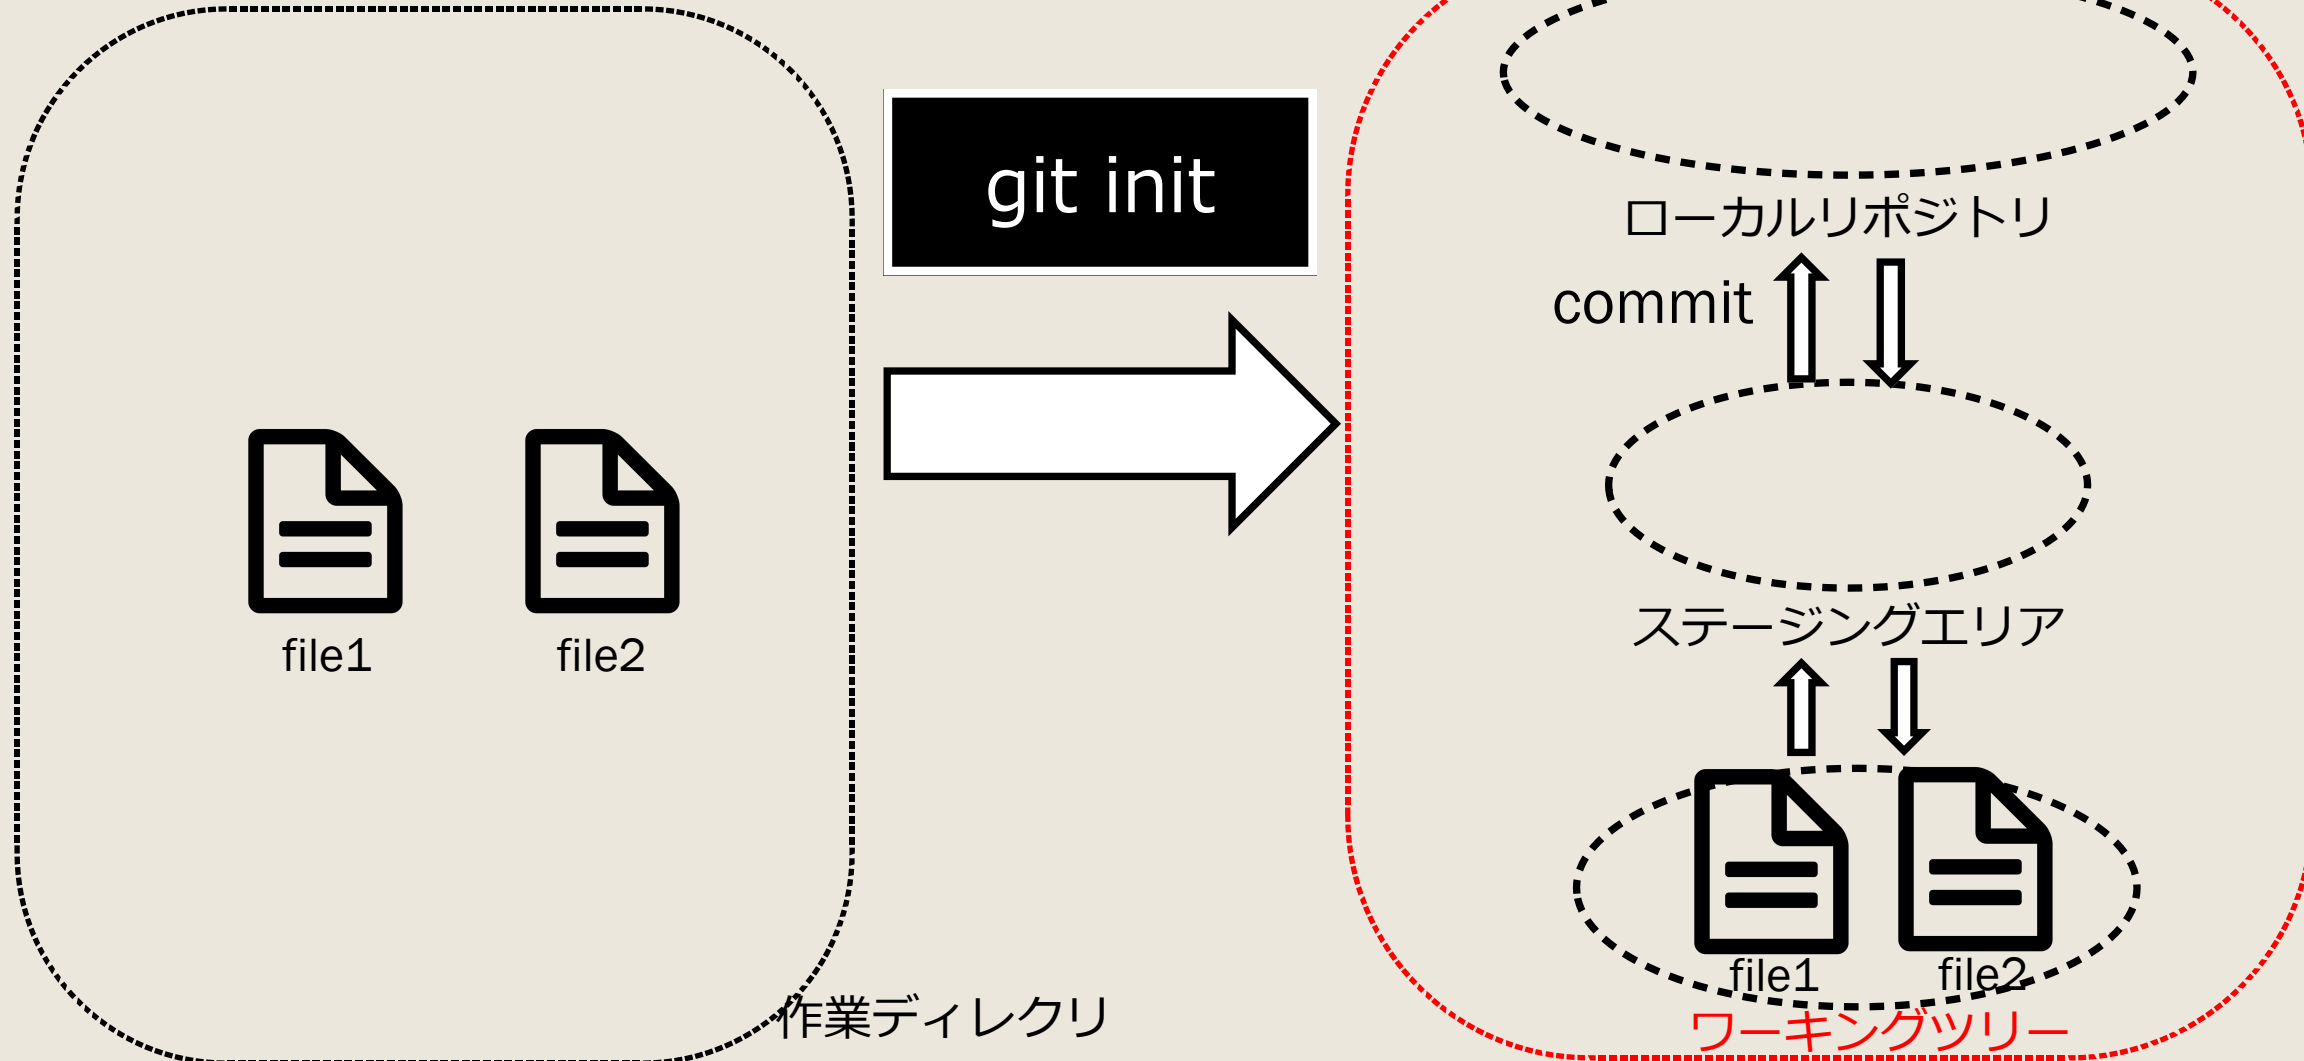 git init
ローカルリポジトリ
commit
ステージングエリア
file1
file2
file1
file2
作業ディレクリ
ワーキングツリー